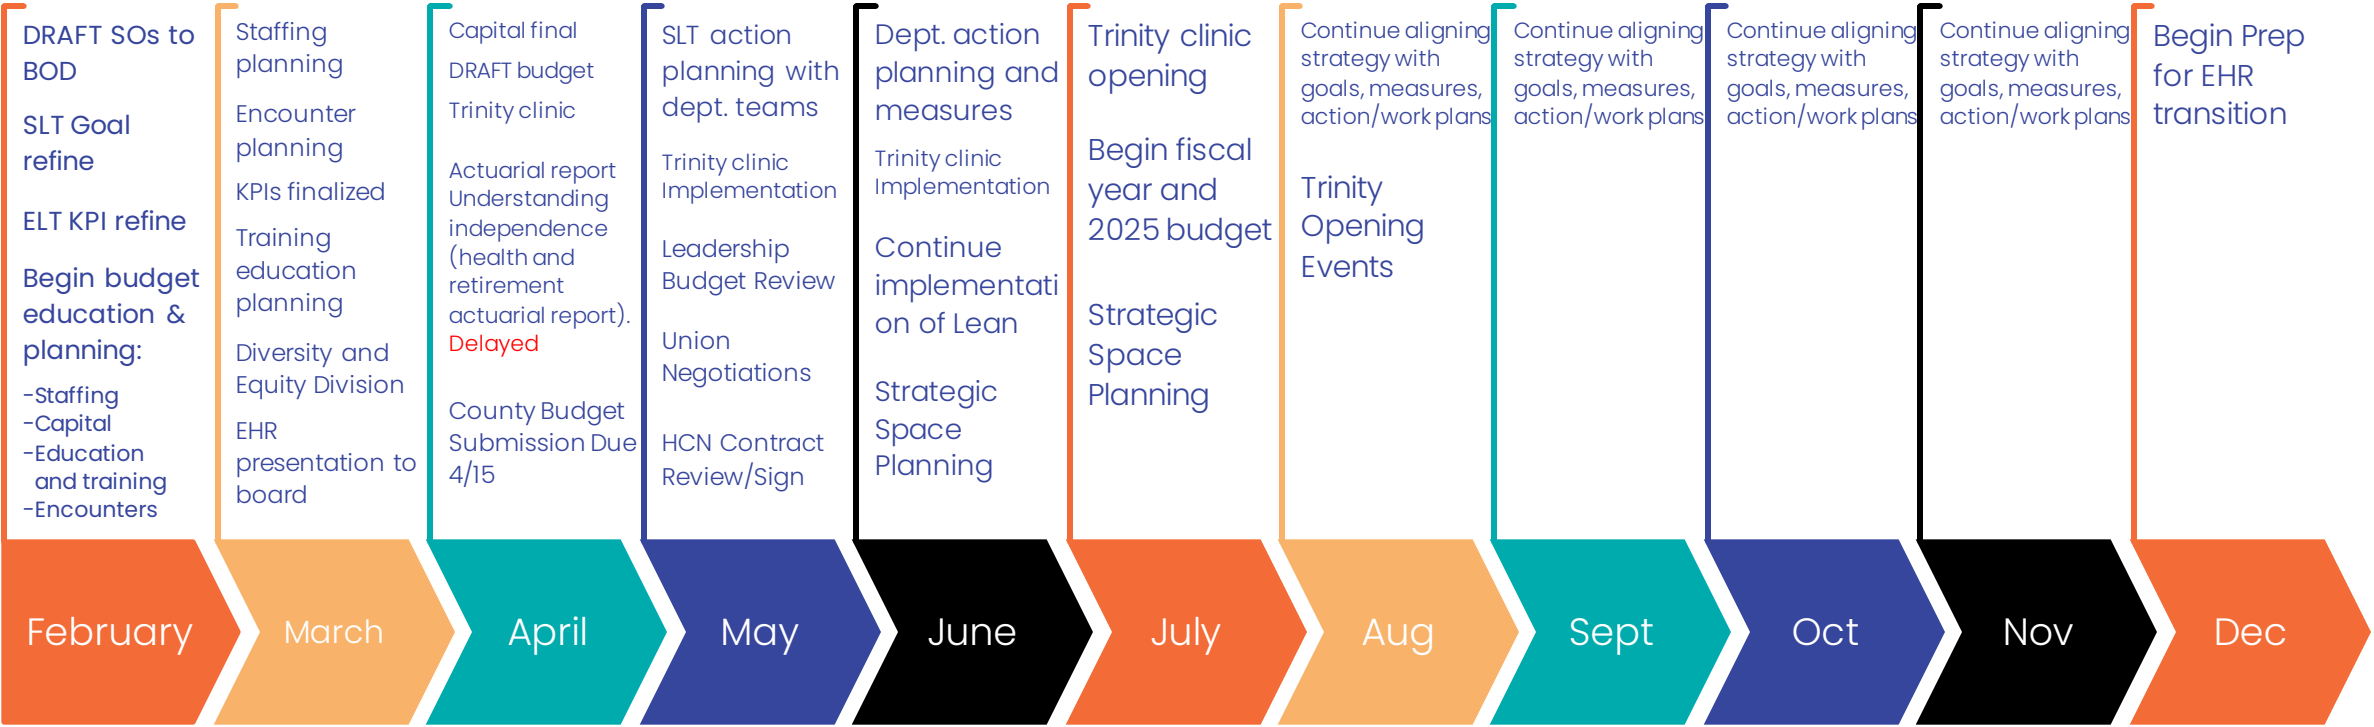 DRAFT SOs to
BOD
SLT Goal
refine
ELT KPI refine
Begin budget
education &
planning:
-Staffing
-Capital
-Education
and training
-Encounters
Staffing
planning
Encounter
planning
KPIs finalized
Training
education
planning
Diversity and
Equity Division
EHR
presentation to
board
Capital final
DRAFT budget
Trinity clinic
Actuarial report
Understanding
independence
(health and
retirement
actuarial report).
Delayed
County Budget
Submission Due
4/15
SLT action
planning with
dept. teams
Trinity clinic
Implementation
Leadership
Budget Review
Union
Negotiations
HCN Contract
Review/Sign
Dept. action
planning and
measures
Trinity clinic
Implementation
Continue
implementati
on of Lean
Strategic
Space
Planning
Trinity clinic
opening
Begin fiscal
year and
2025 budget
Strategic
Space
Planning
Continue aligning
strategy with
goals, measures,
action/work plans
Trinity
Opening
Events
Continue aligning
strategy with
goals, measures,
action/work plans
Continue aligning
strategy with
goals, measures,
action/work plans
Continue aligning
strategy with
goals, measures,
action/work plans
Begin Prep
for EHR
transition
February
March
April
May
June
July
Aug
Sept
Oct
Nov
Dec